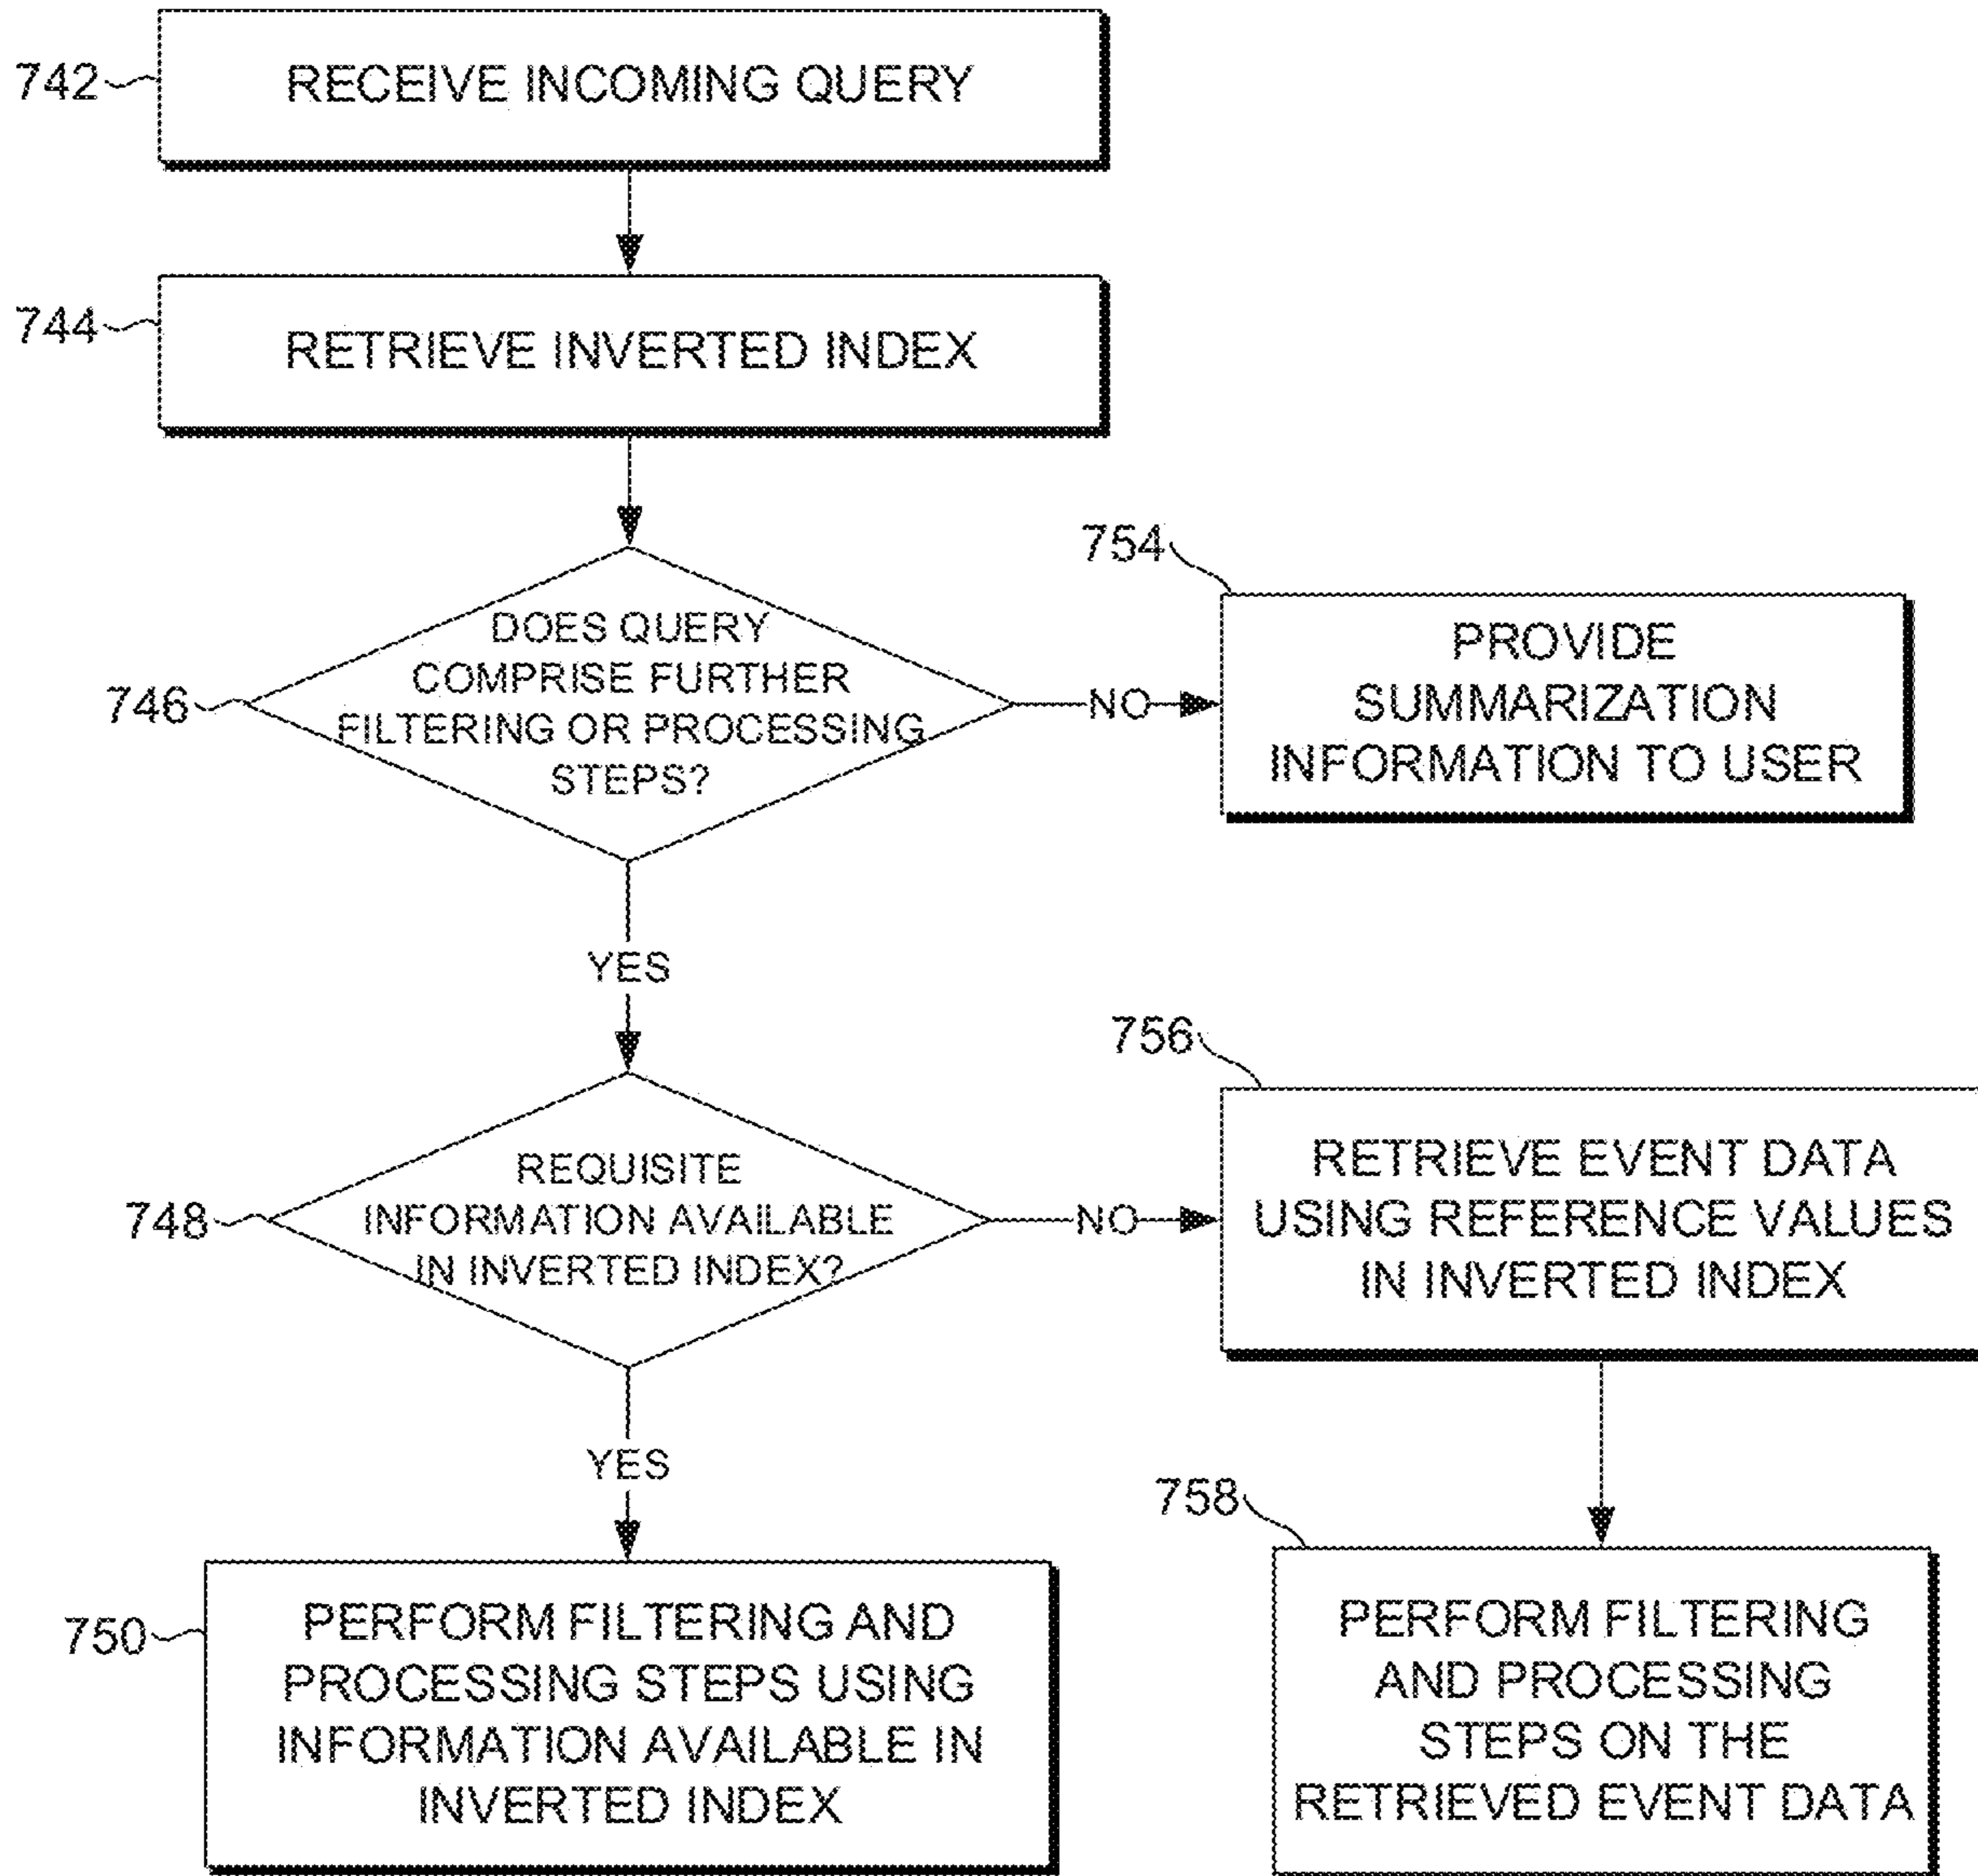 742
RECEIVE INCOMING QUERY
744
RETRIEVE INVERTED INDEX
746
DOES QUERY
COMPRISE FURTHER
FILTERING OR PROCESSING
STEPS?
NO
754
PROVIDE
SUMMARIZATION
INFORMATION TO USER
YES
748
REQUISITE
INFORMATION AVAILABLE
IN INVERTED INDEX?
NO
756
RETRIEVE EVENT DATA
USING REFERENCE VALUES
IN INVERTED INDEX
YES
750
PERFORM FILTERING AND
PROCESSING STEPS USING
INFORMATION AVAILABLE IN
INVERTED INDEX
758
PERFORM FILTERING
AND PROCESSING
STEPS ON THE
RETRIEVED EVENT DATA